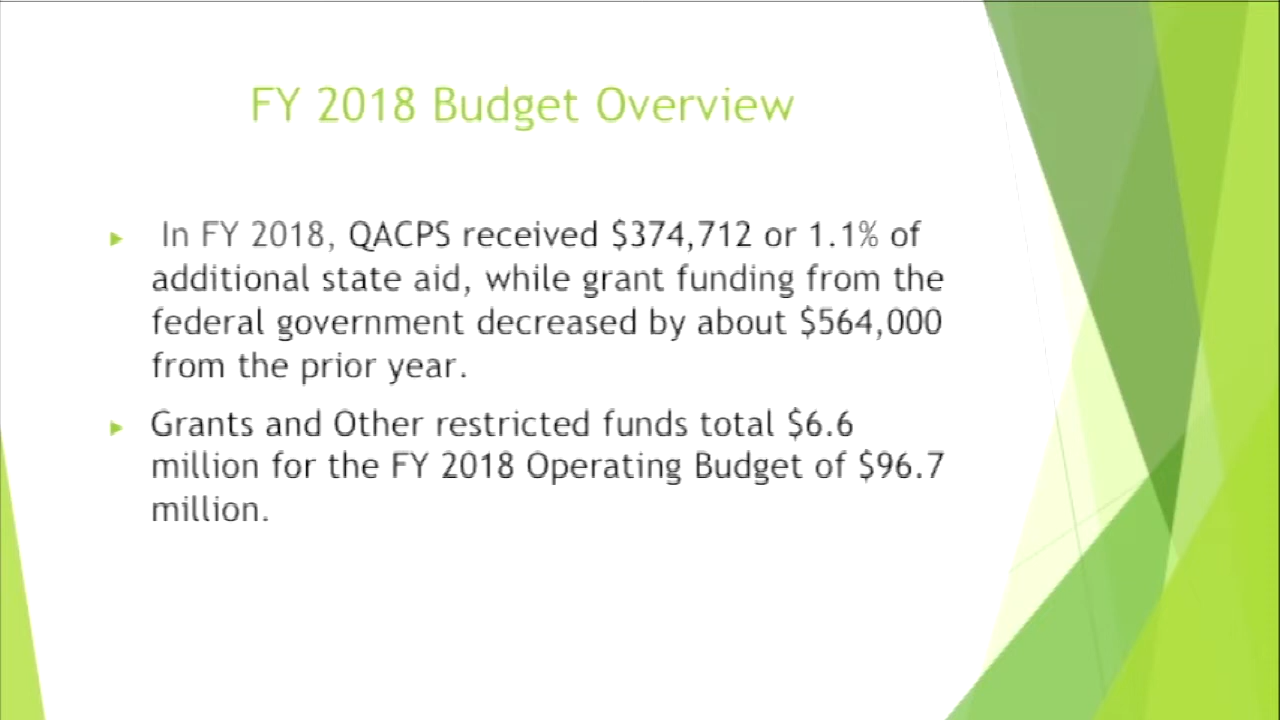 FY 2018 Budget Overview
In FY 2018, QACPS received $374,712 or 1.1% of
additional state aid, while grant funding from the
federal government decreased by about $564,000
from the prior year.
Grants and Other restricted funds total $6.6
million for the FY 2018 Operating Budget of $96.7
million.